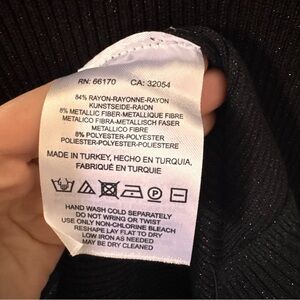 RN: 66170 CA: 32054
84% RAYON-RAYONNE-RAYON
KUNSTSEIDE-RAION
8% METALLIC FIBER-METALLIQUE FIBRE
METALICO FIBRA-METALLISCH FASER
METALLICO FIBRE
8% POLYESTER-POLYESTER
POLIESTER-POLYESTER-POLIESTERE
MADE IN TURKEY, HECHO EN TURQUIA,
FABRIQUÉ EN TURQUIE
P
HAND WASH COLD SEPARATELY
DO NOT WRING OR TWIST
USE ONLY NON-CHLORINE BLEACH
RESHAPE LAY FLAT TO DRY
LOW IRON AS NEEDED
MAY BE DRY CLEANED